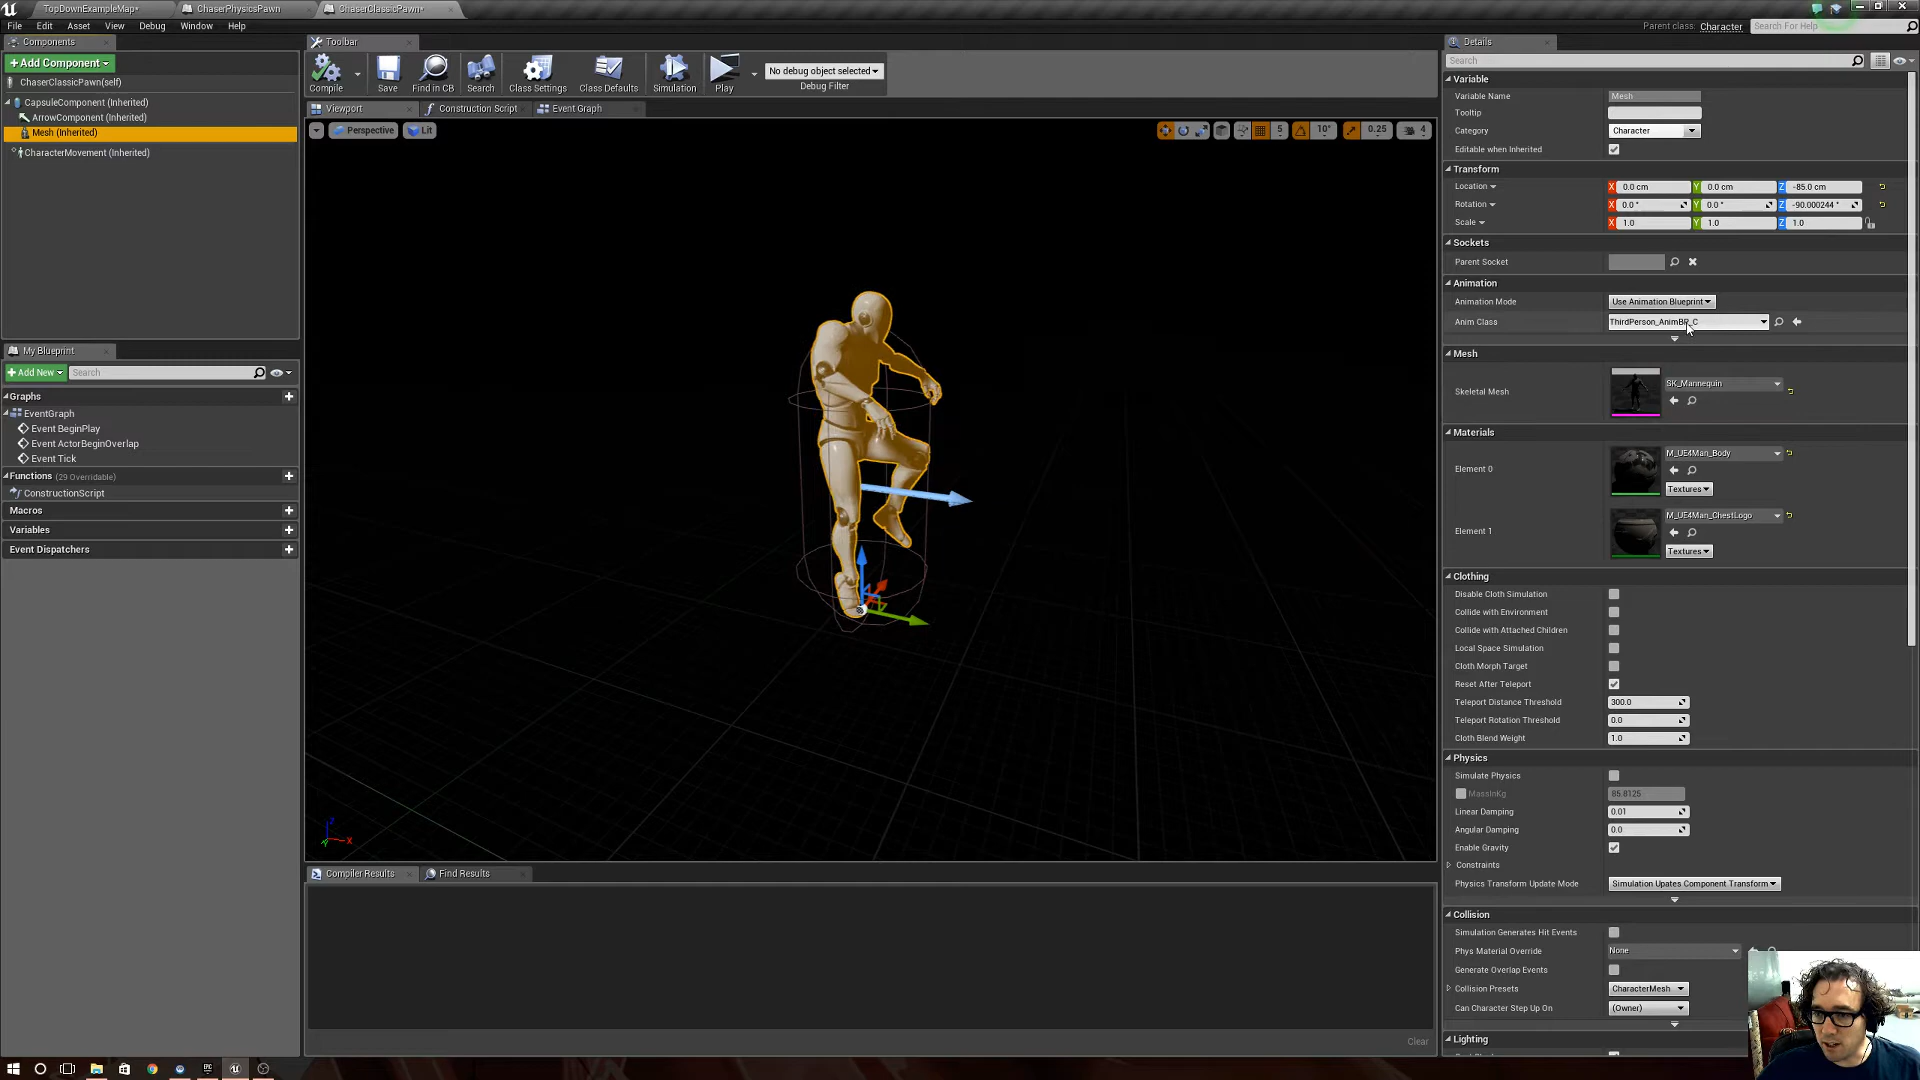 TopDownExampleMap*
ChaserPhysicsPawn
ChaserClassicPawn*
File Edit Asset View Debug Window Help
Parent class: Character
Search For Help
Components
+Add Component
ChaserClassicPawn(self)
CapsuleComponent (Inherited)
ArrowComponent (Inherited)
Mesh (Inherited)
CharacterMovement (Inherited)
My Blueprint
+Add New
Search
Graphs
EventGraph
Event BeginPlay
Event ActorBeginOverlap
Event Tick
Functions (29 Overridable)
ConstructionScript
Macros
Variables
Event Dispatchers
Toolbar
Compile
Save
Find in CB
Search
Class Settings
Class Defaults
Simulation
Play
No debug object selected
Debug Filter
Viewport
Construction Script
Event Graph
Perspective
Lit
5
10°
0.25
4
Z
X
Y
Compiler Results
Find Results
Clear
Details
Search
Variable
Variable Name Mesh
Tooltip
Category Character
Editable when Inherited
Transform
Location X 0.0 cm Y 0.0 cm Z -85.0 cm
Rotation X 0.0 ° Y 0.0 ° Z -90.000244 °
Scale X 1.0 Y 1.0 Z 1.0
Sockets
Parent Socket
Animation
Animation Mode Use Animation Blueprint
Anim Class ThirdPerson_AnimBP_C
Mesh
Skeletal Mesh SK_Mannequin
Materials
Element 0 M_UE4Man_Body
Textures
Element 1 M_UE4Man_ChestLogo
Textures
Clothing
Disable Cloth Simulation
Collide with Environment
Collide with Attached Children
Local Space Simulation
Cloth Morph Target
Reset After Teleport
Teleport Distance Threshold 300.0
Teleport Rotation Threshold 0.0
Cloth Blend Weight 1.0
Physics
Simulate Physics
MassInKg 85.8125
Linear Damping 0.01
Angular Damping 0.0
Enable Gravity
Constraints
Physics Transform Update Mode Simulation Upates Component Transform
Collision
Simulation Generates Hit Events
Phys Material Override None
Generate Overlap Events
Collision Presets CharacterMesh
Can Character Step Up On (Owner)
Lighting